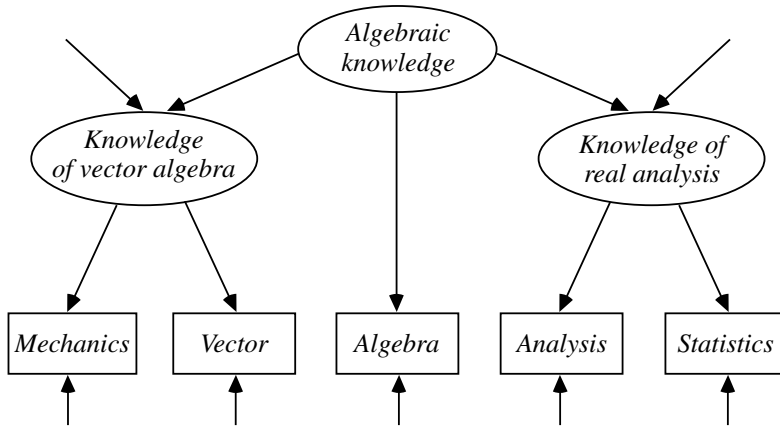 Algebraic
knowledge
Knowledge
of vector algebra
Knowledge of
real analysis
Mechanics
Vector
Algebra
Analysis
Statistics